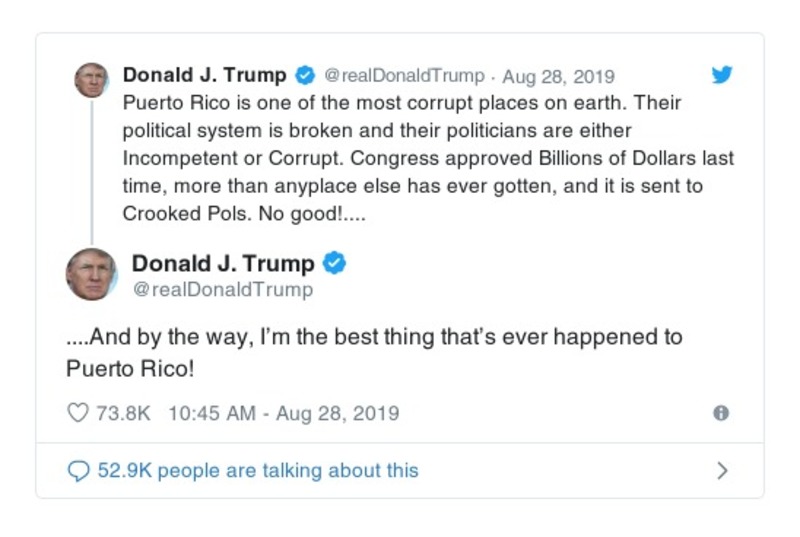 Donald J. Trump @realDonaldTrump · Aug 28, 2019
Puerto Rico is one of the most corrupt places on earth. Their
political system is broken and their politicians are either
Incompetent or Corrupt. Congress approved Billions of Dollars last
time, more than anyplace else has ever gotten, and it is sent to
Crooked Pols. No good!....
Donald J. Trump
@realDonaldTrump
....And by the way, I’m the best thing that’s ever happened to
Puerto Rico!
73.8K 10:45 AM - Aug 28, 2019
52.9K people are talking about this